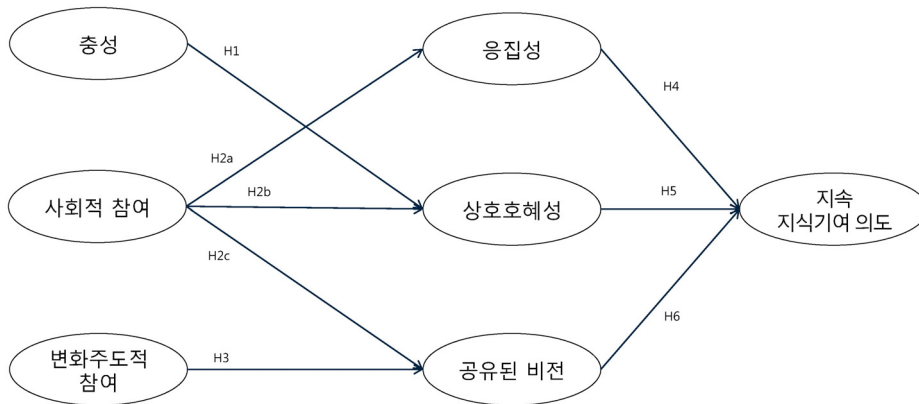 충성
H1
응집성
H4
H2a
사회적 참여
H2b
상호호혜성
H5
지속
지식기여 의도
H2c
H6
변화주도적
참여
H3
공유된 비전